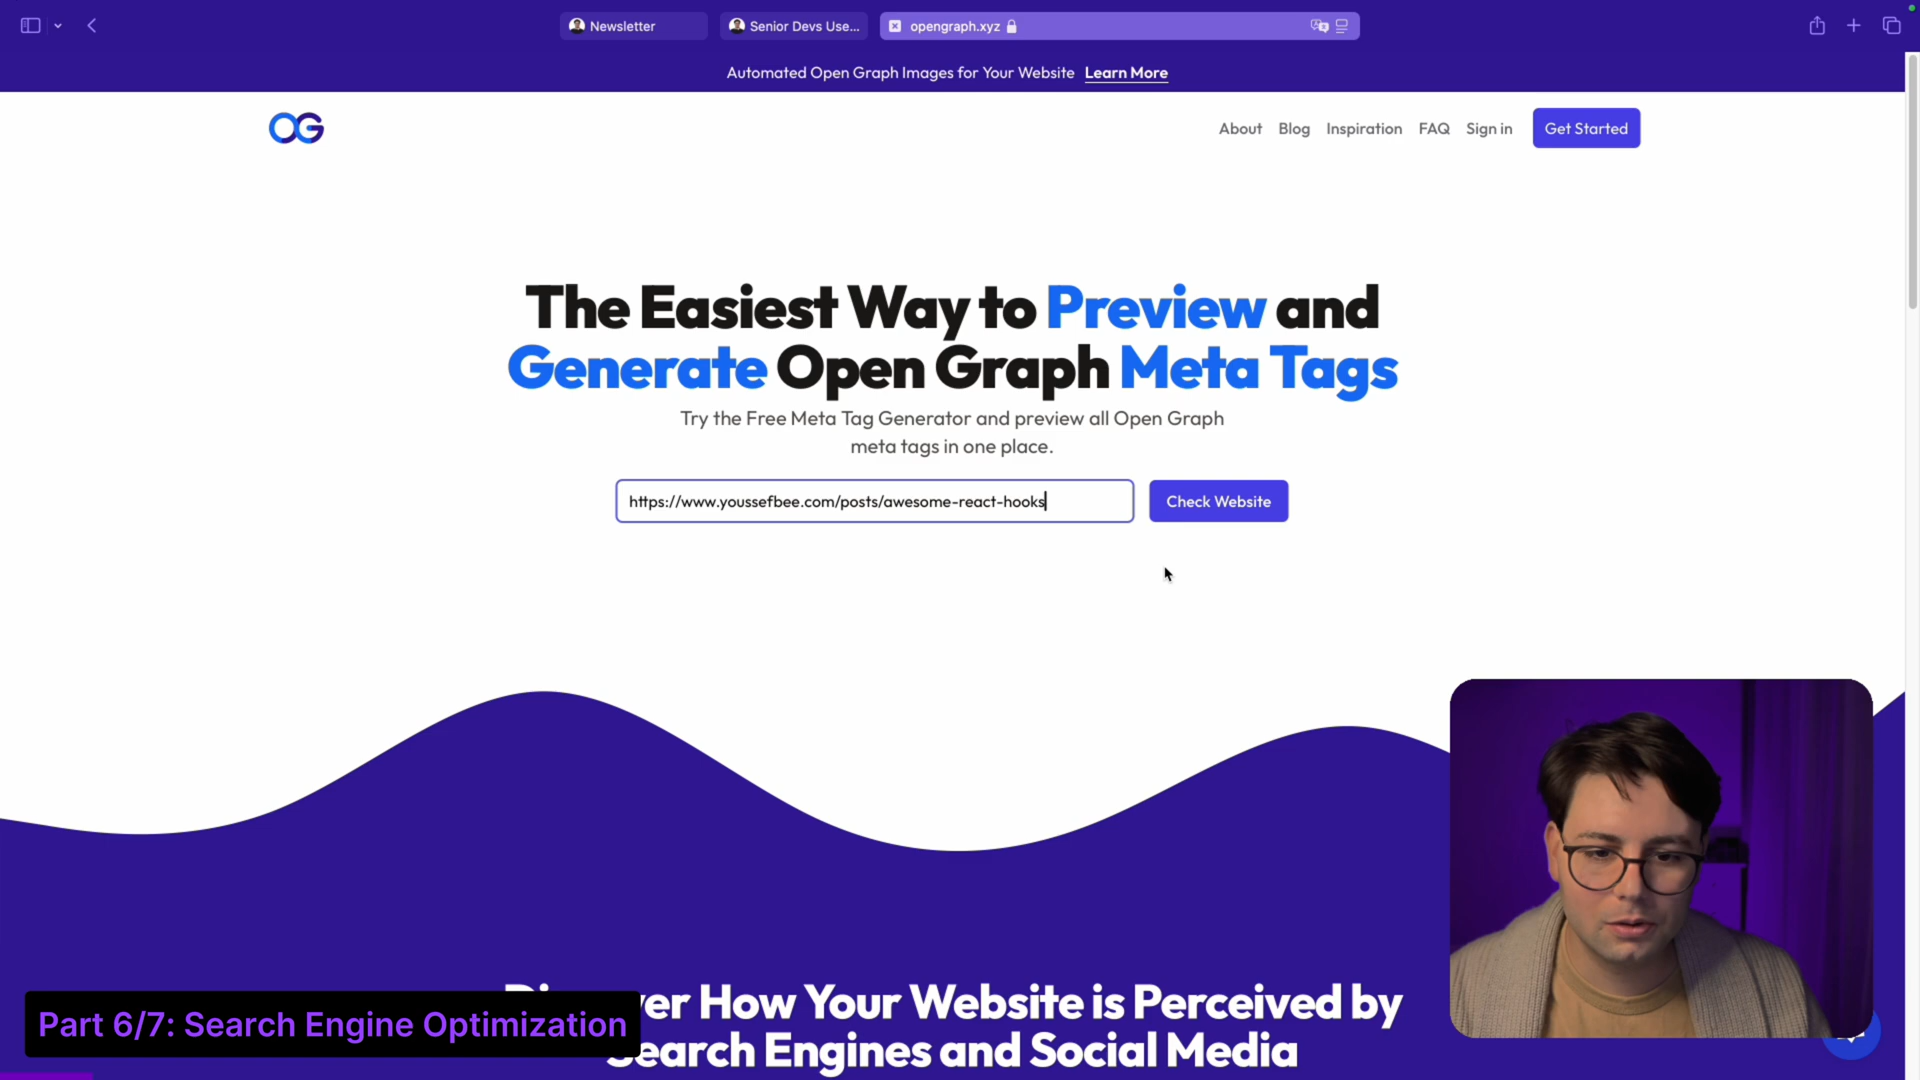 Newsletter
Senior Devs Use...
opengraph.xyz
Automated Open Graph Images for Your Website Learn More
OG
About
Blog
Inspiration
FAQ
Sign in
Get Started
The Easiest Way to Preview and
Generate Open Graph Meta Tags
Try the Free Meta Tag Generator and preview all Open Graph
meta tags in one place.
https://www.youssefbee.com/posts/awesome-react-hooks
Check Website
Discover How Your Website is Perceived by
Search Engines and Social Media
Part 6/7: Search Engine Optimization